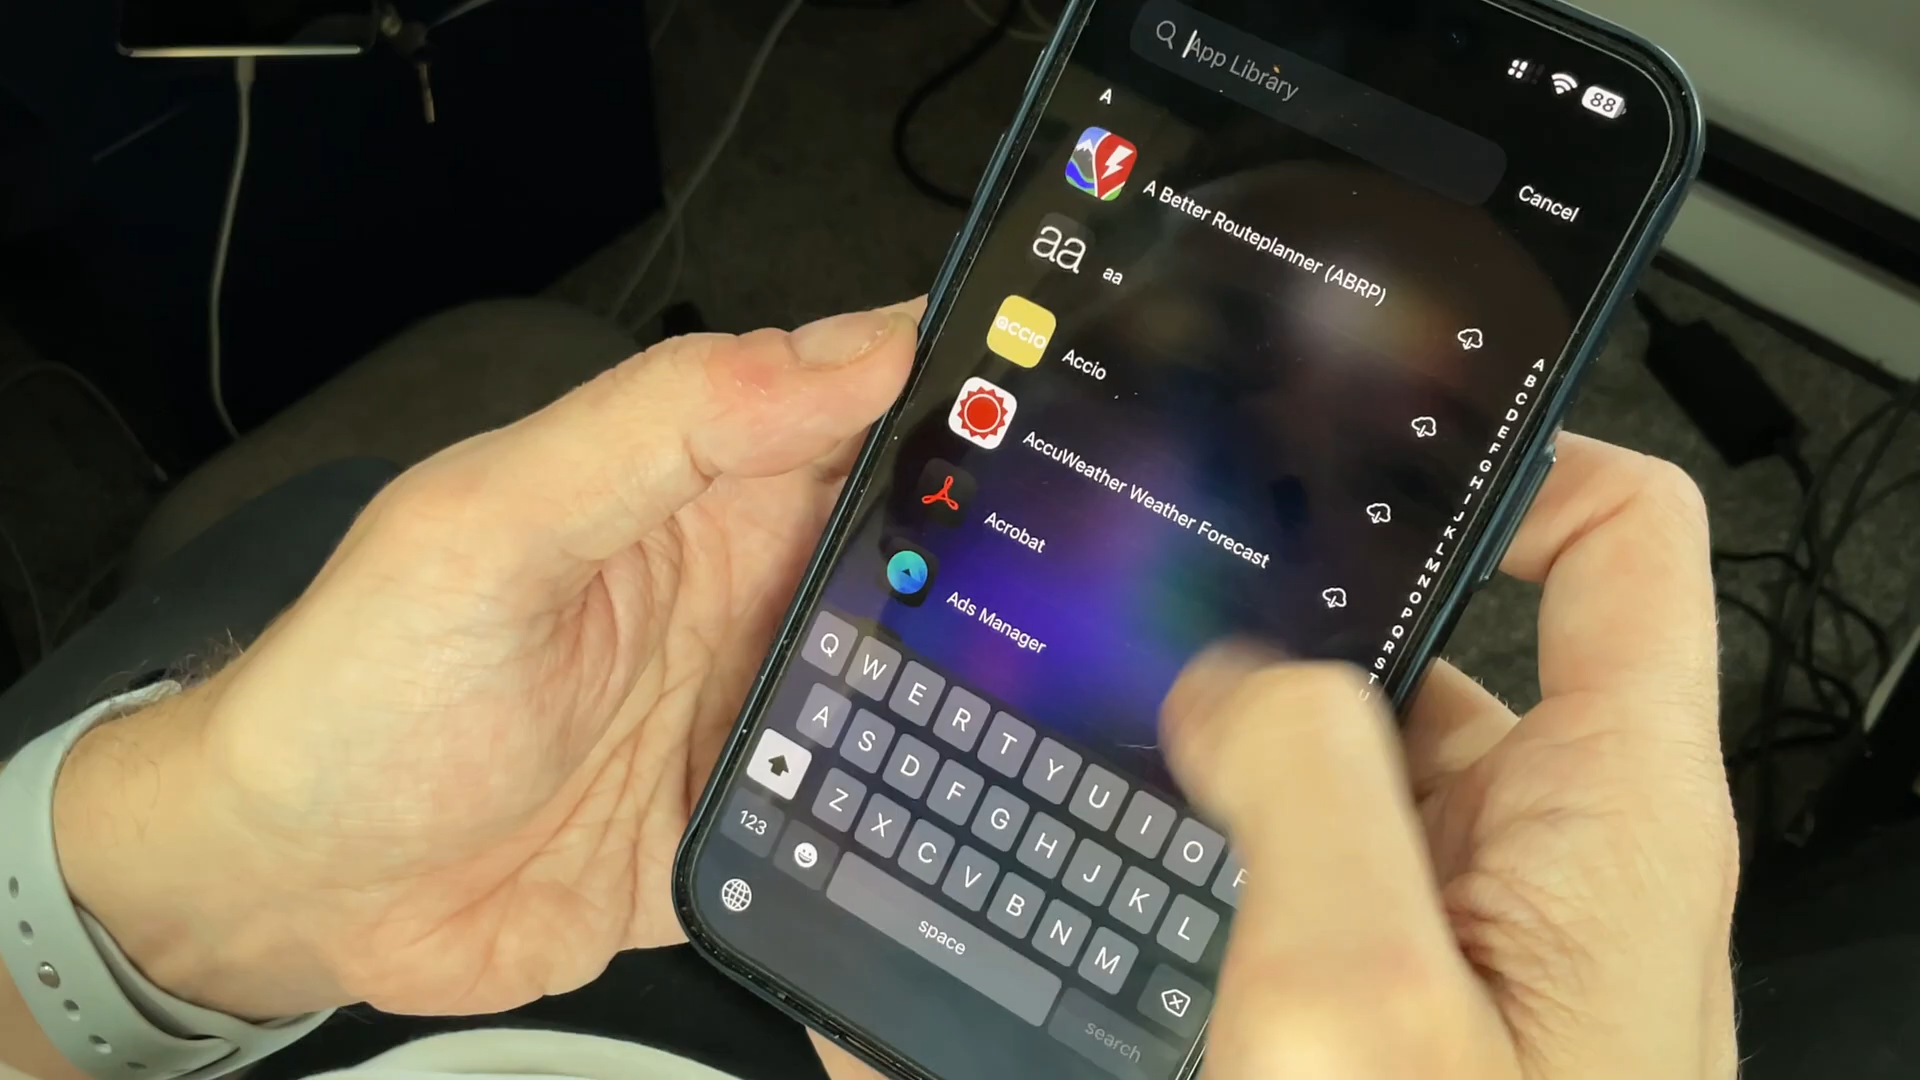 App Library
88
Cancel
A
A Better Routeplanner (ABRP)
aa
aa
accio
Accio
AccuWeather Weather Forecast
Acrobat
Ads Manager
A
B
C
D
E
F
G
H
I
J
K
L
M
N
O
P
Q
R
S
T
U
Q W E R T Y U I O P
A S D F G H J K L
Z X C V B N M
123
space
search